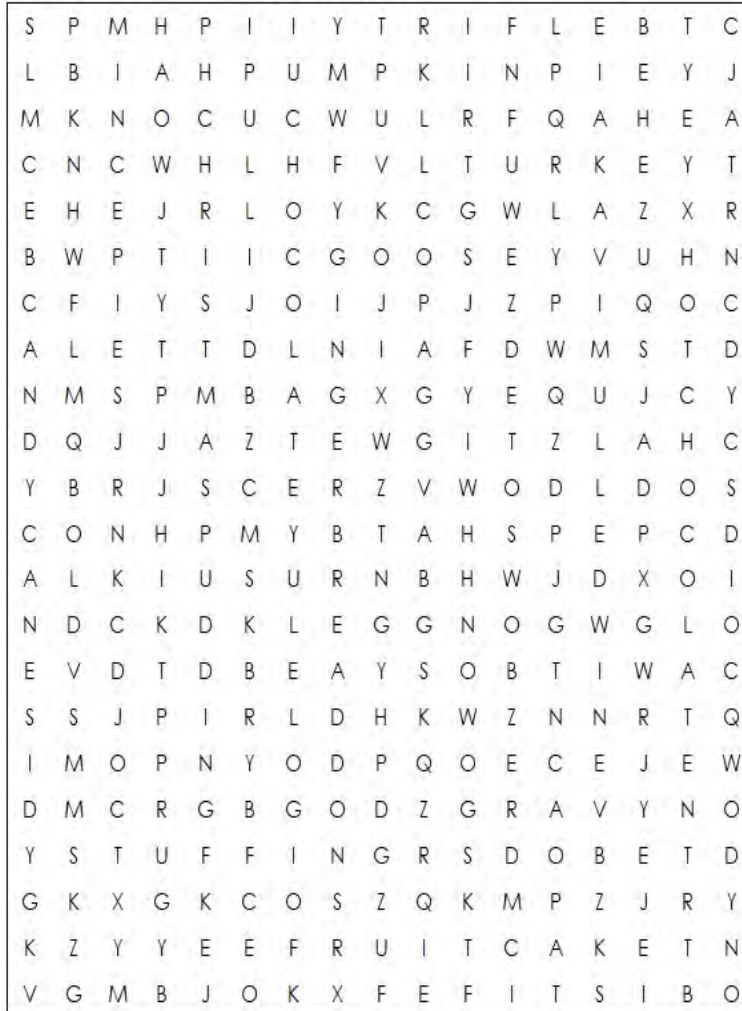 S P M H P I I Y T R I F L E B T C
L B I A H P U M P K I N P I E Y J
M K N O C U C W U L R F Q A H E A
C N C W H L H F V L T U R K E Y T
E H E J R L O Y K C G W L A Z X R
B W P T I I C G O O S E Y V U H N
C F I Y S J O I J P J Z P I Q O C
A L E T T D L N I A F D W M S T D
N M S P M B A G X G Y E Q U J C Y
D Q J J A Z T E W G I T Z L A H C
Y B R J S C E R Z V W O D L D O S
C O N H P M Y B T A H S P E P C D
A L K I U S U R N B H W J D X O I
N D C K D K L E G G N O G W G L O
E V D T D B E A Y S O B T I W A C
S S J P I R L D H K W Z N N R T Q
I M O P N Y O D P Q O E C E J E W
D M C R G B G O D Z G R A V Y N O
Y S T U F F I N G R S D O B E T D
G K X G K C O S Z Q K M P Z J R Y
K Z Y Y E E F R U I T C A K E T N
V G M B J O K X F E F I T S I B O